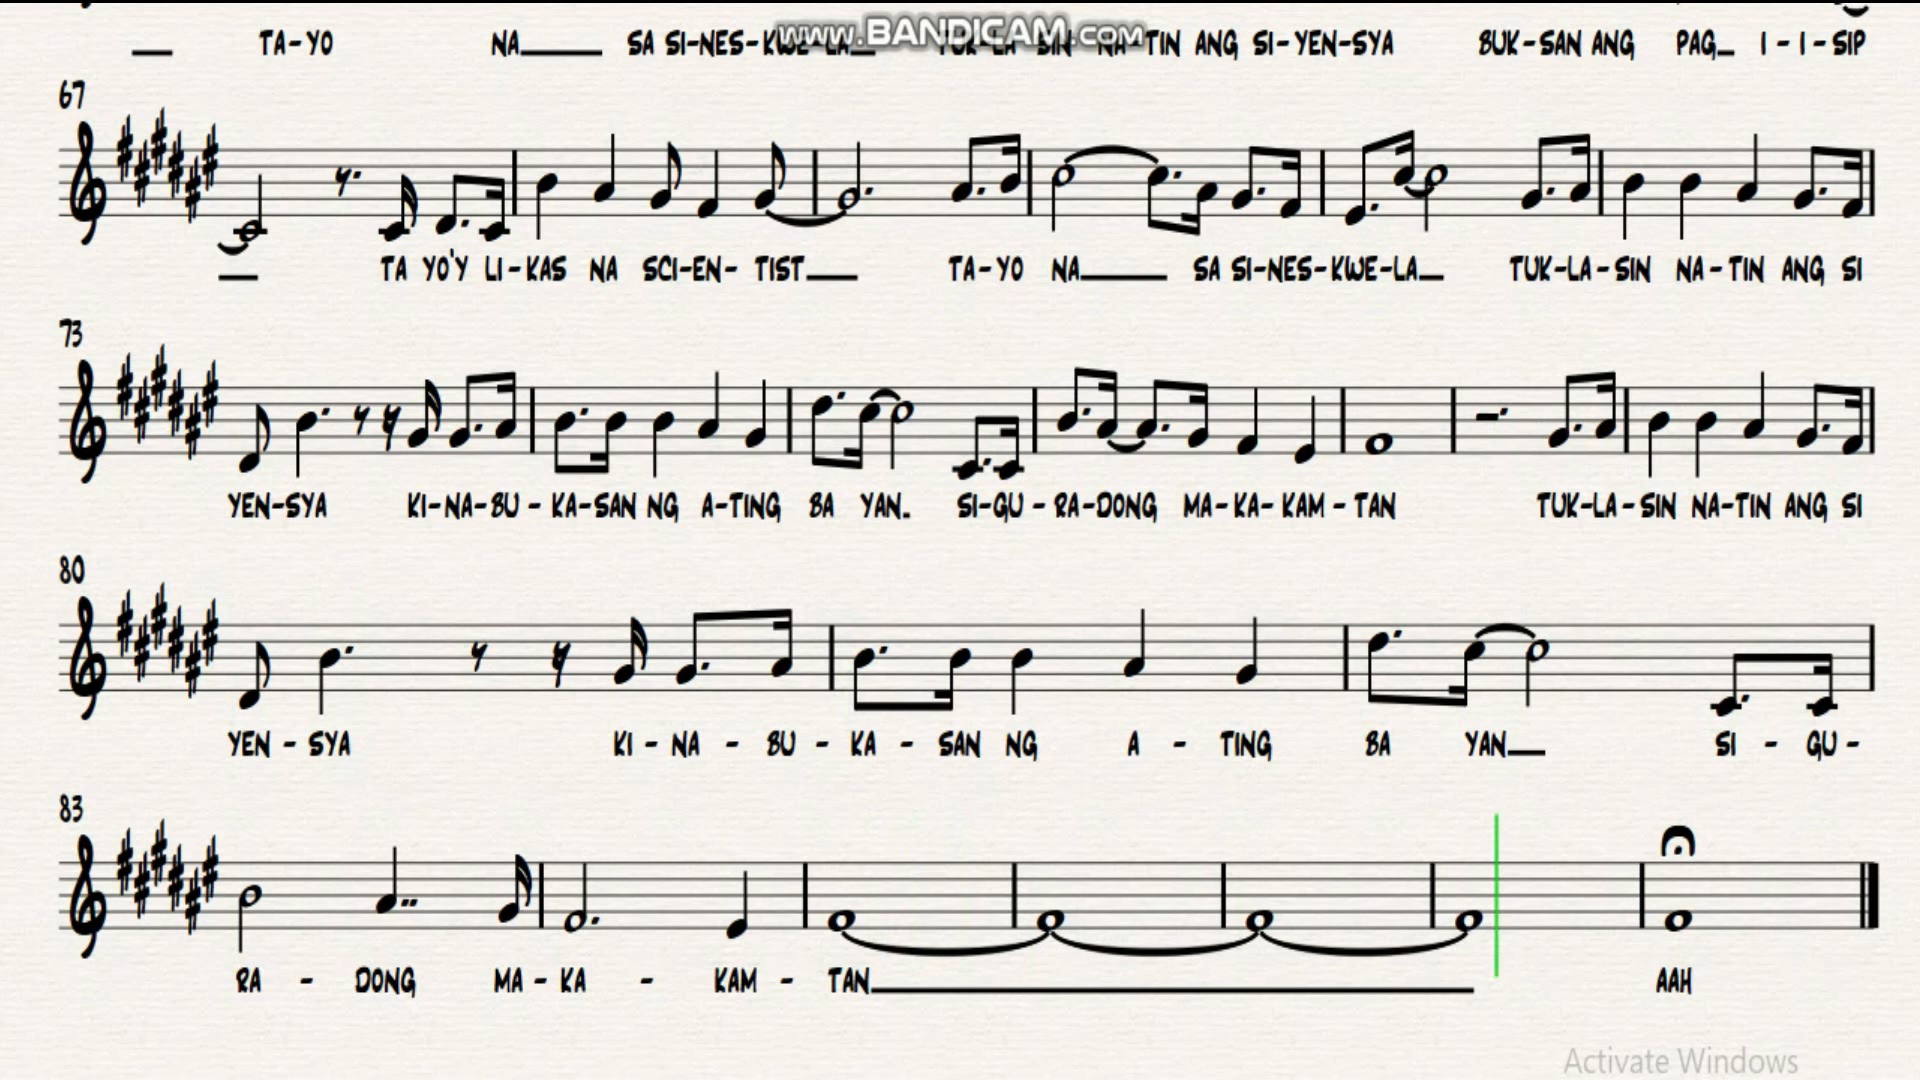 www.BANDICAM.com
TA-YO NA SA SI-NES-KWE-LA TUK-LA SIN NA-TIN ANG SI-YEN-SYA BUK-SAN ANG PAG I-I-SIP
67
TA YO'Y LI-KAS NA SCI-EN-TIST TA-YO NA SA SI-NES-KWE-LA TUK-LA-SIN NA-TIN ANG SI
73
YEN-SYA KI-NA-BU-KA-SAN NG A-TING BA YAN SI-GU-RA-DONG MA-KA-KAM-TAN TUK-LA-SIN NA-TIN ANG SI
80
YEN-SYA KI-NA-BU-KA-SAN NG A-TING BA YAN SI-GU-
83
RA-DONG MA-KA-KAM-TAN AAH
Activate Windows